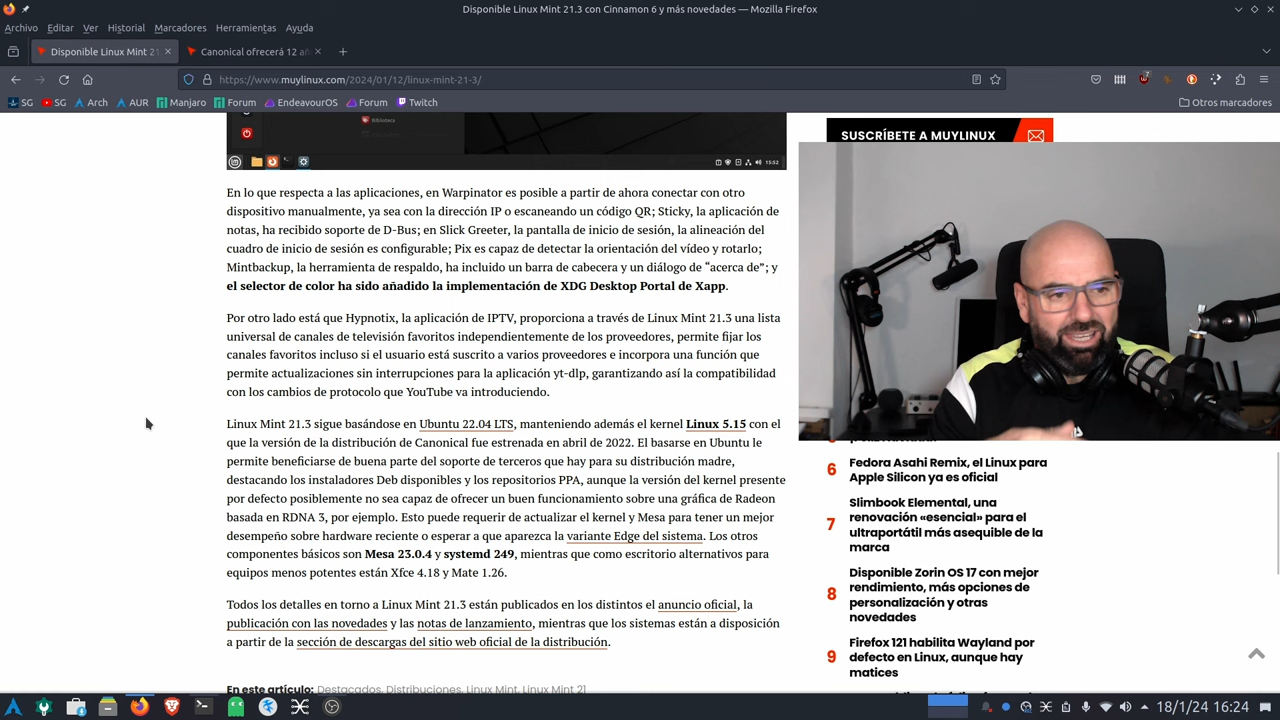 Disponible Linux Mint 21.3 con Cinnamon 6 y más novedades — Mozilla Firefox
Archivo Editar Ver Historial Marcadores Herramientas Ayuda
Disponible Linux Mint 21
Canonical ofrecerá 12 añ
https://www.muylinux.com/2024/01/12/linux-mint-21-3/
SG SG Arch AUR Manjaro Forum EndeavourOS Forum Twitch Otros marcadores
Biblioteca
15:52
En lo que respecta a las aplicaciones, en Warpinator es posible a partir de ahora conectar con otro
dispositivo manualmente, ya sea con la dirección IP o escaneando un código QR; Sticky, la aplicación de
notas, ha recibido soporte de D-Bus; en Slick Greeter, la pantalla de inicio de sesión, la alineación del
cuadro de inicio de sesión es configurable; Pix es capaz de detectar la orientación del vídeo y rotarlo;
Mintbackup, la herramienta de respaldo, ha incluido un barra de cabecera y un diálogo de “acerca de”; y
el selector de color ha sido añadido la implementación de XDG Desktop Portal de Xapp.
Por otro lado está que Hypnotix, la aplicación de IPTV, proporciona a través de Linux Mint 21.3 una lista
universal de canales de televisión favoritos independientemente de los proveedores, permite fijar los
canales favoritos incluso si el usuario está suscrito a varios proveedores e incorpora una función que
permite actualizaciones sin interrupciones para la aplicación yt-dlp, garantizando así la compatibilidad
con los cambios de protocolo que YouTube va introduciendo.
Linux Mint 21.3 sigue basándose en Ubuntu 22.04 LTS, manteniendo además el kernel Linux 5.15 con el
que la versión de la distribución de Canonical fue estrenada en abril de 2022. El basarse en Ubuntu le
permite beneficiarse de buena parte del soporte de terceros que hay para su distribución madre,
destacando los instaladores Deb disponibles y los repositorios PPA, aunque la versión del kernel presente
por defecto posiblemente no sea capaz de ofrecer un buen funcionamiento sobre una gráfica de Radeon
basada en RDNA 3, por ejemplo. Esto puede requerir de actualizar el kernel y Mesa para tener un mejor
desempeño sobre hardware reciente o esperar a que aparezca la variante Edge del sistema. Los otros
componentes básicos son Mesa 23.0.4 y systemd 249, mientras que como escritorio alternativos para
equipos menos potentes están Xfce 4.18 y Mate 1.26.
Todos los detalles en torno a Linux Mint 21.3 están publicados en los distintos el anuncio oficial, la
publicación con las novedades y las notas de lanzamiento, mientras que los sistemas están a disposición
a partir de la sección de descargas del sitio web oficial de la distribución.
En este artículo: Destacados, Distribuciones, Linux Mint, Linux Mint 21
SUSCRÍBETE A MUYLINUX
6 Fedora Asahi Remix, el Linux para
Apple Silicon ya es oficial
7 Slimbook Elemental, una
renovación «esencial» para el
ultraportátil más asequible de la
marca
8 Disponible Zorin OS 17 con mejor
rendimiento, más opciones de
personalización y otras
novedades
9 Firefox 121 habilita Wayland por
defecto en Linux, aunque hay
matices
18/1/24 16:24